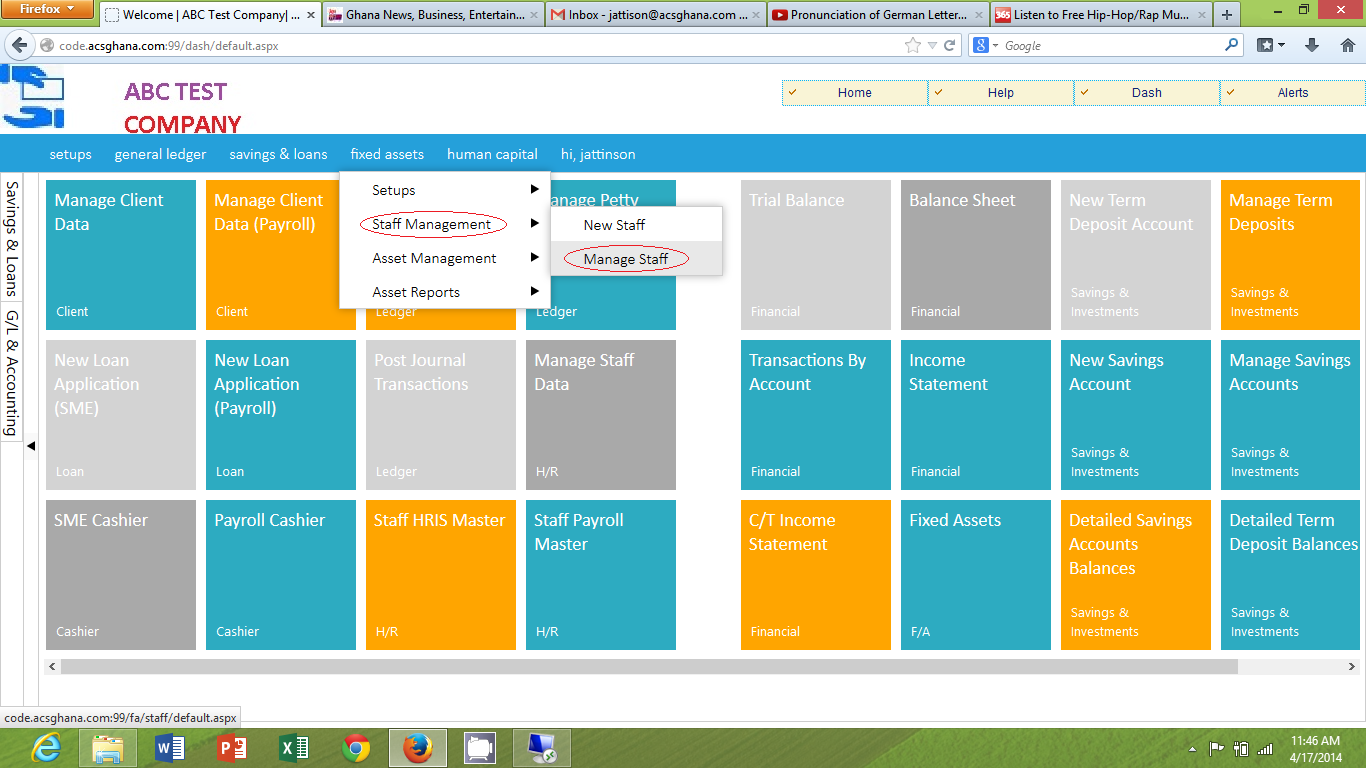 Firefox
Welcome | ABC Test Company| ...
Ghana News, Business, Entertain...
Inbox - jattison@acsghana.com ...
Pronunciation of German Letter...
Listen to Free Hip-Hop/Rap Mu...
code.acsghana.com:99/dash/default.aspx
Google
ABC TEST
COMPANY
Home
Help
Dash
Alerts
setups
general ledger
savings & loans
fixed assets
human capital
hi, jattinson
Savings & Loans
G/L & Accounting
Setups
Staff Management
Asset Management
Asset Reports
New Staff
Manage Staff
Manage Client
Data
Client
Manage Client
Data (Payroll)
Client
Ledger
anage Petty
Ledger
Trial Balance
Financial
Balance Sheet
Financial
New Term
Deposit Account
Savings &
Investments
Manage Term
Deposits
Savings &
Investments
New Loan
Application
(SME)
Loan
New Loan
Application
(Payroll)
Loan
Post Journal
Transactions
Ledger
Manage Staff
Data
H/R
Transactions By
Account
Financial
Income
Statement
Financial
New Savings
Account
Savings &
Investments
Manage Savings
Accounts
Savings &
Investments
SME Cashier
Cashier
Payroll Cashier
Cashier
Staff HRIS Master
H/R
Staff Payroll
Master
H/R
C/T Income
Statement
Financial
Fixed Assets
F/A
Detailed Savings
Accounts
Balances
Savings &
Investments
Detailed Term
Deposit Balances
Savings &
Investments
code.acsghana.com:99/fa/staff/default.aspx
11:46 AM
4/17/2014